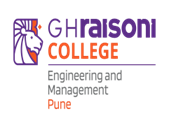 GHRAISONI
COLLEGE
Engineering and
Management
Pune